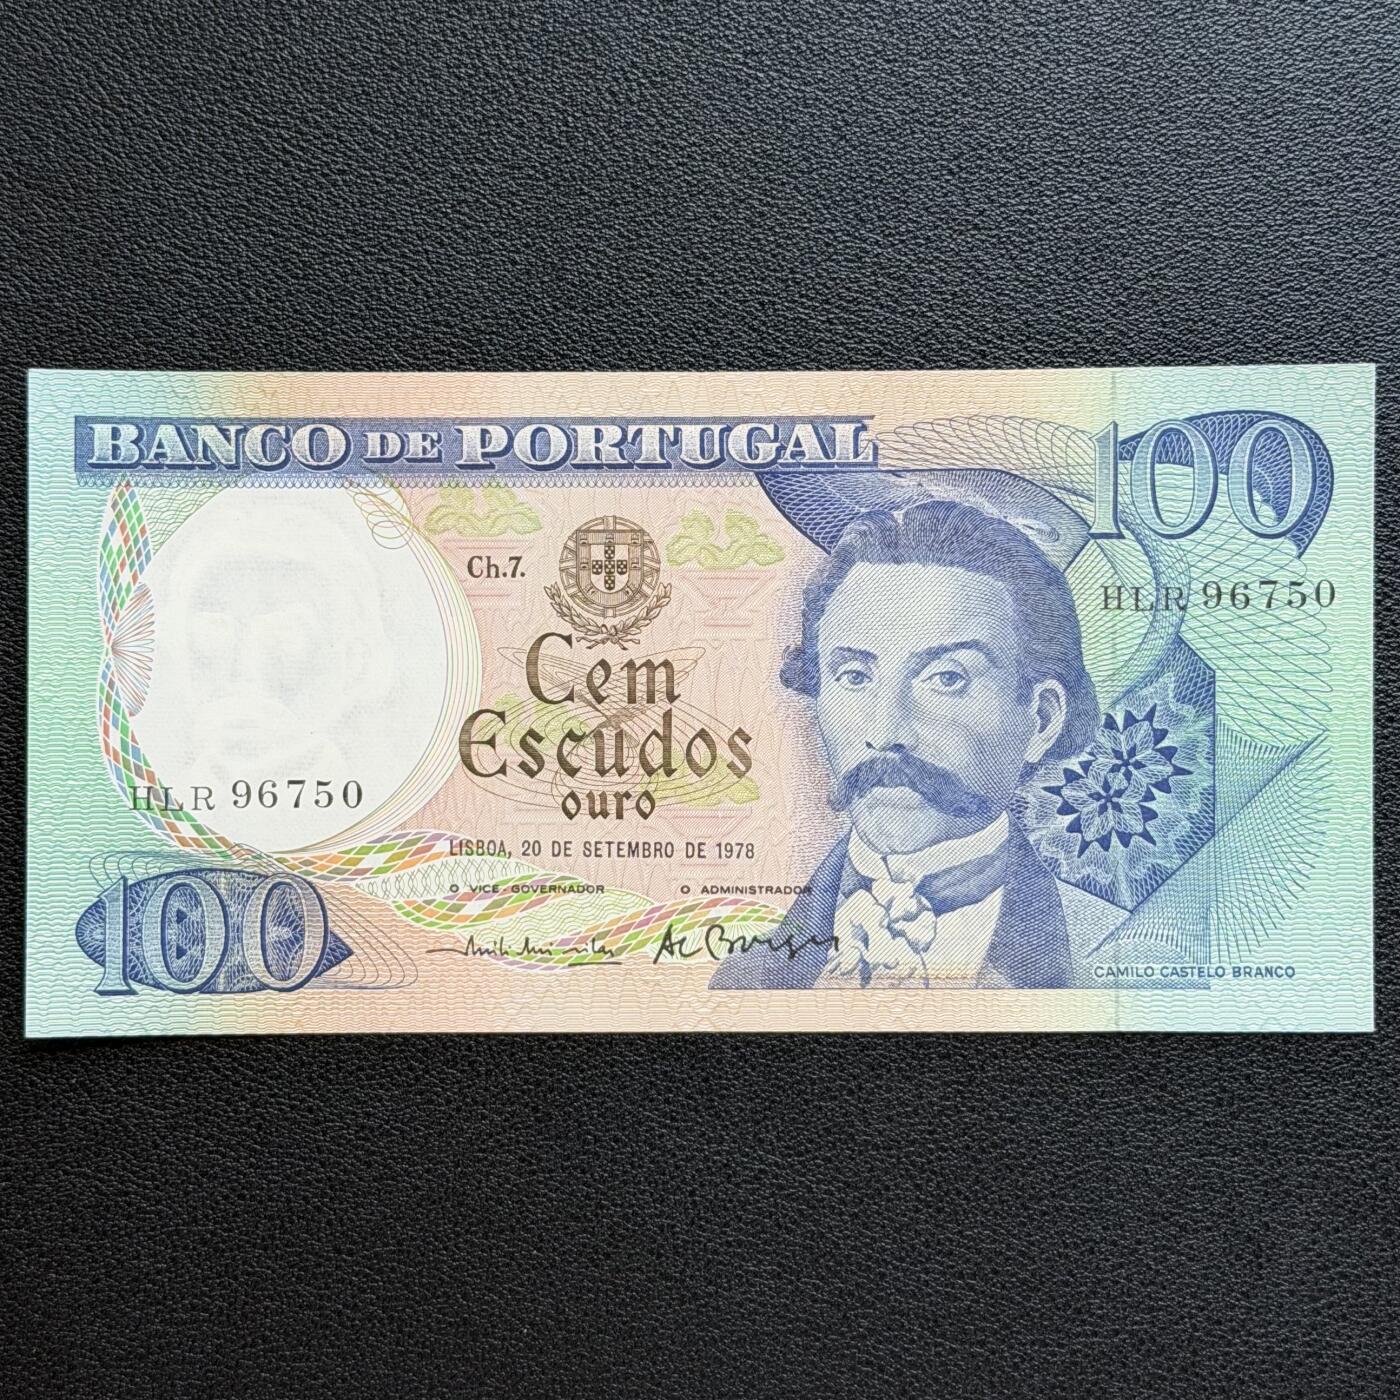 BANCO DE PORTUGAL
100
Ch.7.
HLR 96750
Cem
Escudos
ouro
HLR 96750
LISBOA, 20 DE SETEMBRO DE 1978
O VICE-GOVERNADOR O ADMINISTRADOR
100
CAMILO CASTELO BRANCO